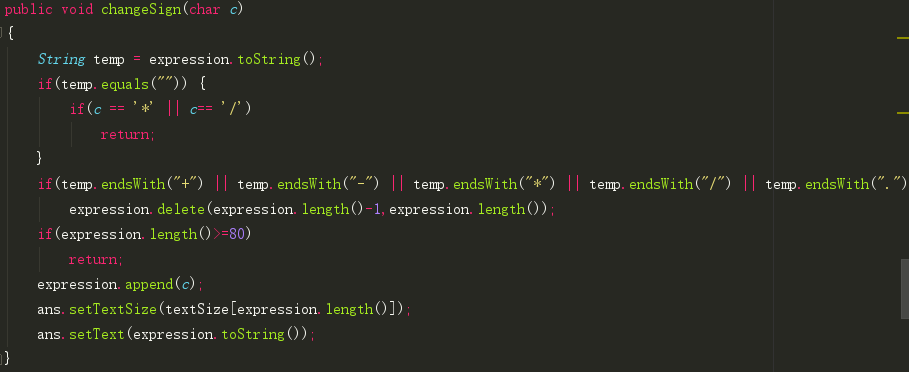 public void changeSign(char c)
{
String temp = expression.toString();
if(temp.equals("")) {
if(c == '*' || c== '/')
return;
}
if(temp.endsWith("+") || temp.endsWith("-") || temp.endsWith("*") || temp.endsWith("/") || temp.endsWith(".")
expression.delete(expression.length()-1,expression.length());
if(expression.length()>=80)
return;
expression.append(c);
ans.setTextSize(textSize[expression.length()]);
ans.setText(expression.toString());
}